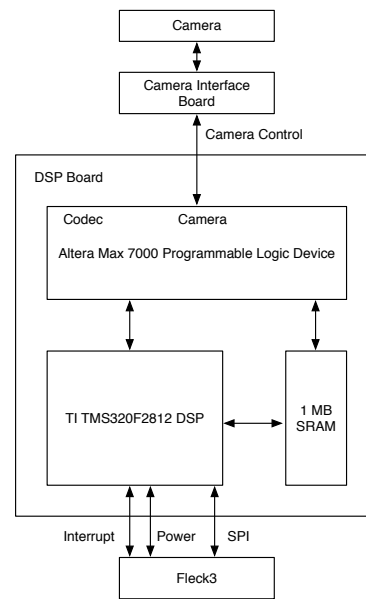 Camera
Camera Interface
Board
Camera Control
DSP Board
Codec Camera
Altera Max 7000 Programmable Logic Device
TI TMS320F2812 DSP
1 MB
SRAM
Interrupt Power SPI
Fleck3